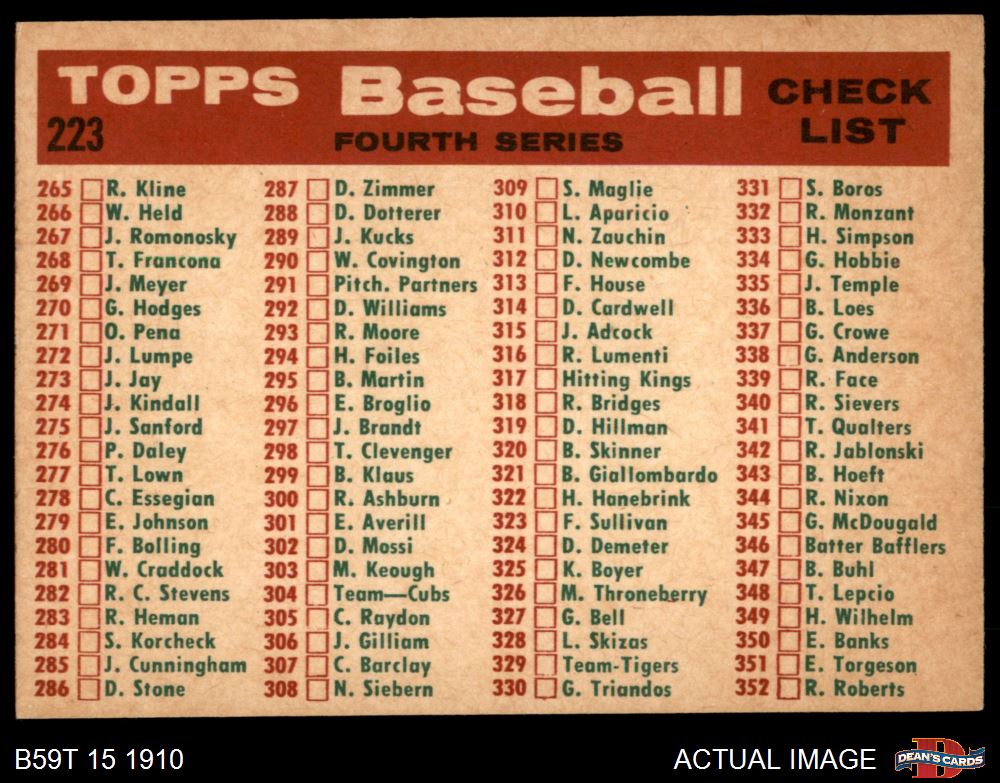 TOPPS Baseball CHECK LIST
223 FOURTH SERIES
265 R. Kline
266 W. Held
267 J. Romonosky
268 T. Francona
269 J. Meyer
270 G. Hodges
271 O. Pena
272 J. Lumpe
273 J. Jay
274 J. Kindall
275 J. Sanford
276 P. Daley
277 T. Lown
278 C. Essegian
279 E. Johnson
280 F. Bolling
281 W. Craddock
282 R. C. Stevens
283 R. Heman
284 S. Korcheck
285 J. Cunningham
286 D. Stone
287 D. Zimmer
288 D. Dotterer
289 J. Kucks
290 W. Covington
291 Pitch. Partners
292 D. Williams
293 R. Moore
294 H. Foiles
295 B. Martin
296 E. Broglio
297 J. Brandt
298 T. Clevenger
299 B. Klaus
300 R. Ashburn
301 E. Averill
302 D. Mossi
303 M. Keough
304 Team—Cubs
305 C. Raydon
306 J. Gilliam
307 C. Barclay
308 N. Siebern
309 S. Maglie
310 L. Aparicio
311 N. Zauchin
312 D. Newcombe
313 F. House
314 D. Cardwell
315 J. Adcock
316 R. Lumenti
317 Hitting Kings
318 R. Bridges
319 D. Hillman
320 B. Skinner
321 B. Giallombardo
322 H. Hanebrink
323 F. Sullivan
324 D. Demeter
325 K. Boyer
326 M. Throneberry
327 G. Bell
328 L. Skizas
329 Team-Tigers
330 G. Triandos
331 S. Boros
332 R. Monzant
333 H. Simpson
334 G. Hobbie
335 J. Temple
336 B. Loes
337 G. Crowe
338 G. Anderson
339 R. Face
340 R. Sievers
341 T. Qualters
342 R. Jablonski
343 B. Hoeft
344 R. Nixon
345 G. McDougald
346 Batter Bafflers
347 B. Buhl
348 T. Lepcio
349 H. Wilhelm
350 E. Banks
351 E. Torgeson
352 R. Roberts
B59T 15 1910
ACTUAL IMAGE
DEAN'S CARDS